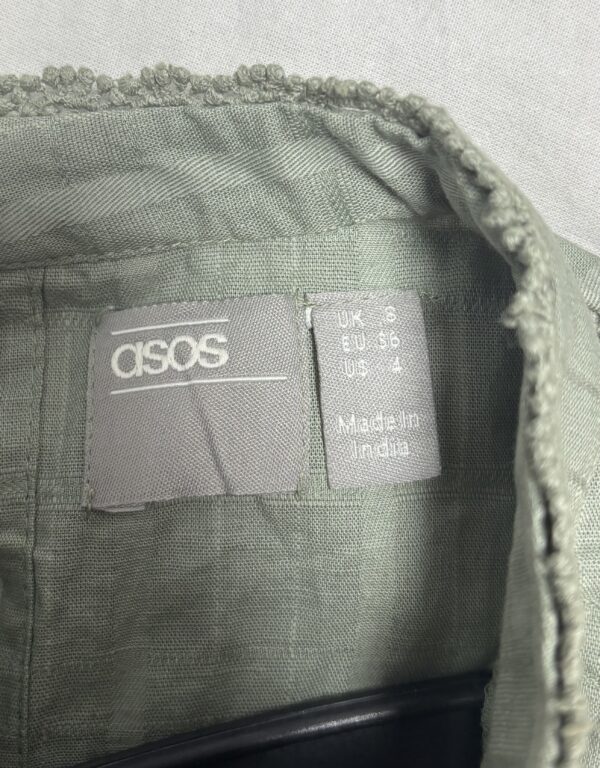 asos
UK 8
EU 36
US 4
Made in
India